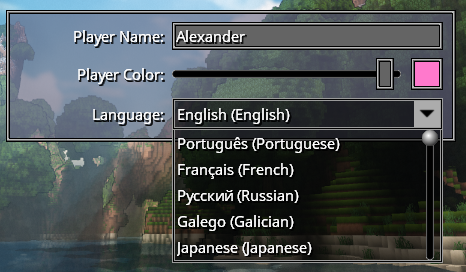 Player Name: Alexander
Player Color:
Language: English (English)
Português (Portuguese)
Français (French)
Русский (Russian)
Galego (Galician)
Japanese (Japanese)